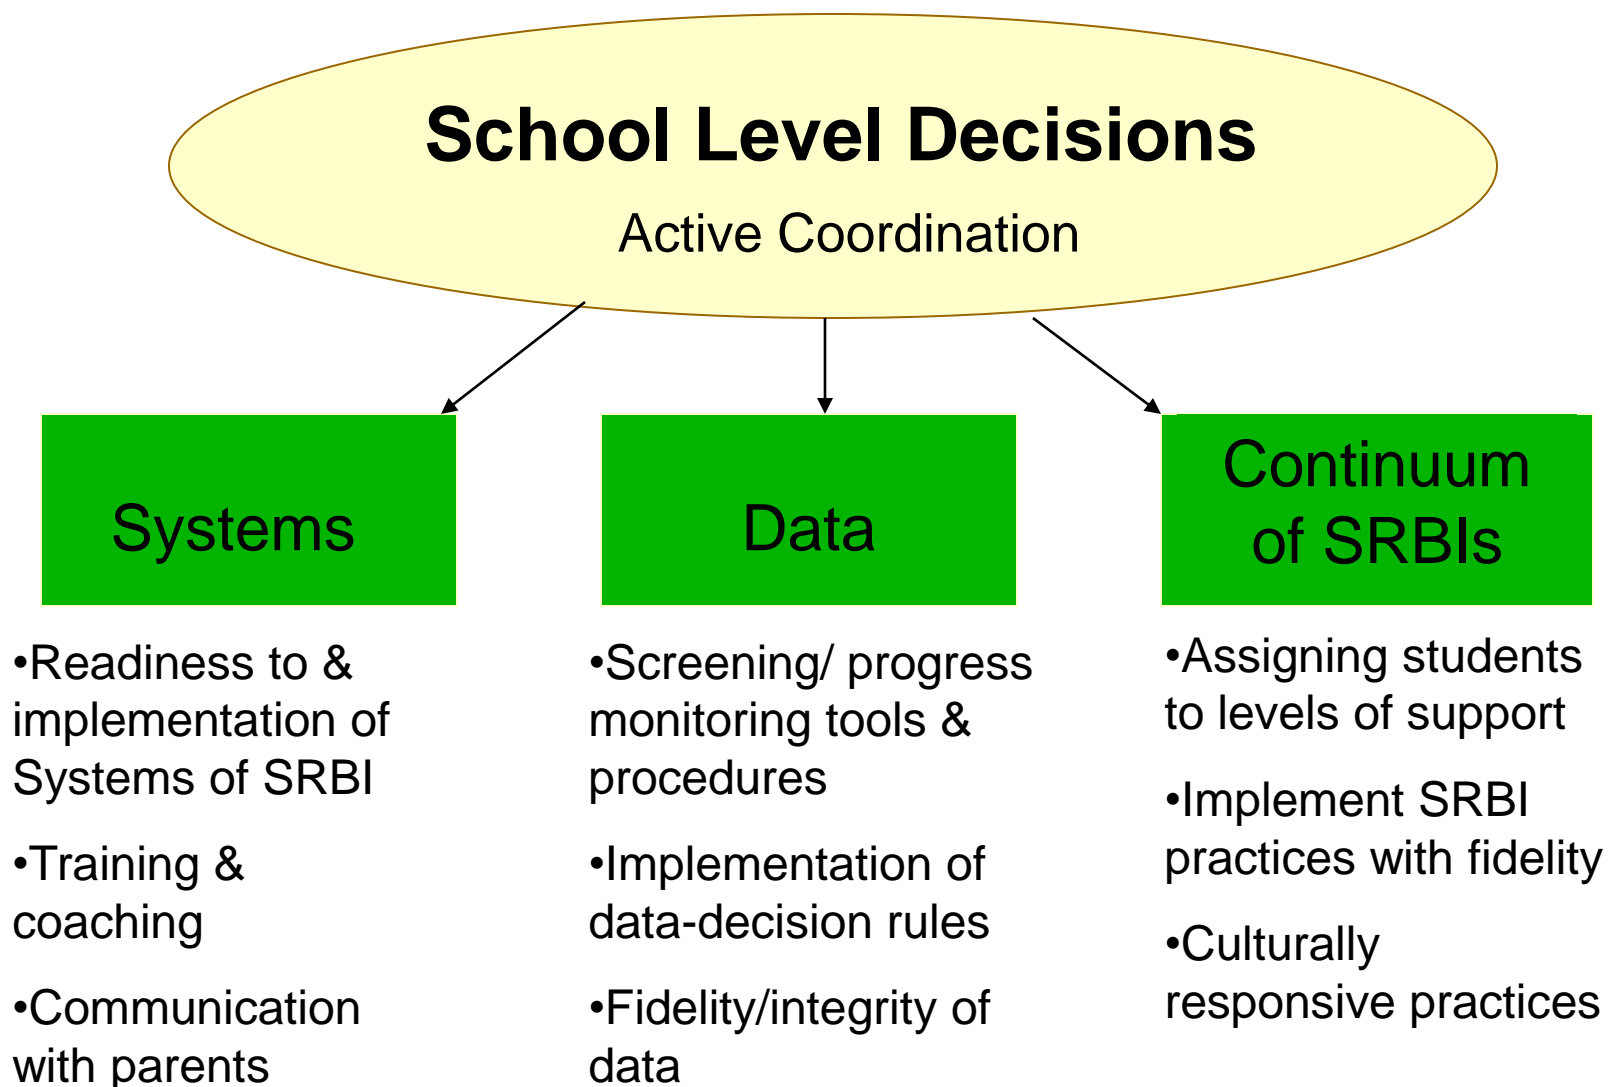 School Level Decisions
Active Coordination
Systems
•Readiness to &
implementation of
Systems of SRBI
•Training &
coaching
•Communication
with parents
Data
•Screening/ progress
monitoring tools &
procedures
•Implementation of
data-decision rules
•Fidelity/integrity of
data
Continuum
of SRBIs
•Assigning students
to levels of support
•Implement SRBI
practices with fidelity
•Culturally
responsive practices